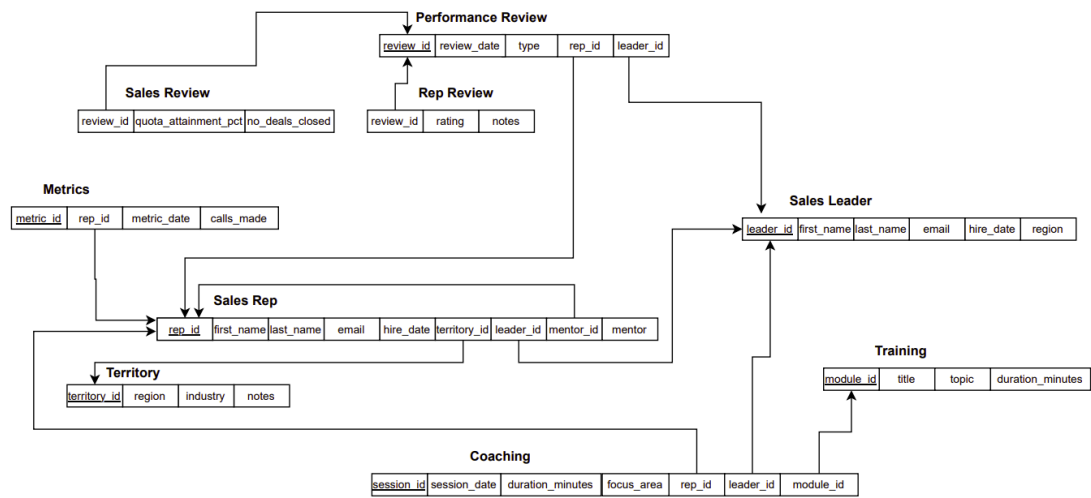 Performance Review
review_id review_date type rep_id leader_id
Sales Review
review_id quota_attainment_pct no_deals_closed
Rep Review
review_id rating notes
Metrics
metric_id rep_id metric_date calls_made
Sales Leader
leader_id first_name last_name email hire_date region
Sales Rep
rep_id first_name last_name email hire_date territory_id leader_id mentor_id mentor
Territory
territory_id region industry notes
Training
module_id title topic duration_minutes
Coaching
session_id session_date duration_minutes focus_area rep_id leader_id module_id